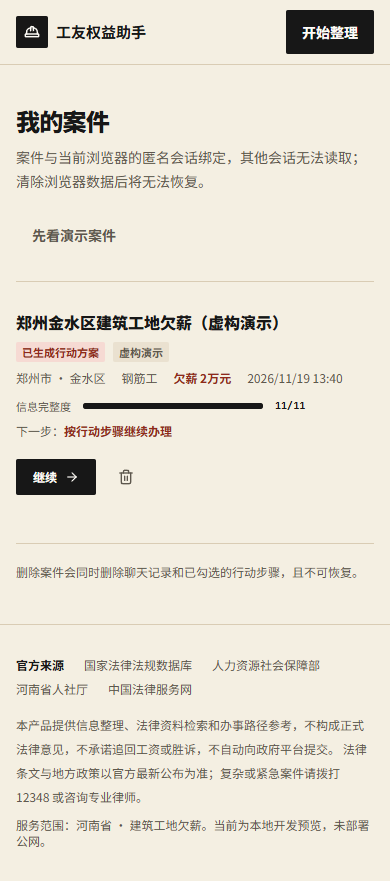 工友权益助手
开始整理
我的案件
案件与当前浏览器的匿名会话绑定，其他会话无法读取；
清除浏览器数据后将无法恢复。
先看演示案件
郑州金水区建筑工地欠薪（虚构演示）
已生成行动方案 虚构演示
郑州市 · 金水区 钢筋工 欠薪 2万元 2026/11/19 13:40
信息完整度 11/11
下一步：按行动步骤继续办理
继续 →
删除案件会同时删除聊天记录和已勾选的行动步骤，且不可恢复。
官方来源 国家法律法规数据库 人力资源社会保障部
河南省人社厅 中国法律服务网
本产品提供信息整理、法律资料检索和办事路径参考，不构成正式
法律意见，不承诺追回工资或胜诉，不自动向政府平台提交。 法律
条文与地方政策以官方最新公布为准；复杂或紧急案件请拨打
12348 或咨询专业律师。
服务范围：河南省 · 建筑工地欠薪。当前为本地开发预览，未部署
公网。